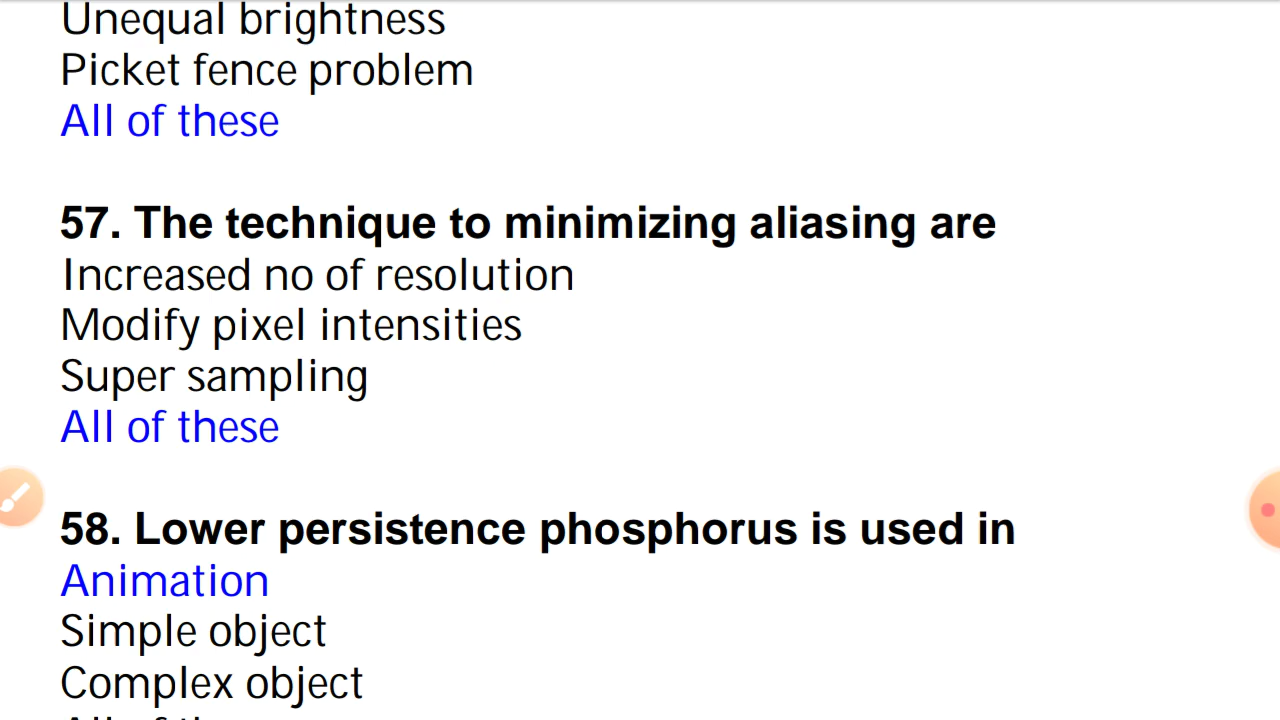 Unequal brightness
Picket fence problem
All of these
57. The technique to minimizing aliasing are
Increased no of resolution
Modify pixel intensities
Super sampling
All of these
58. Lower persistence phosphorus is used in
Animation
Simple object
Complex object